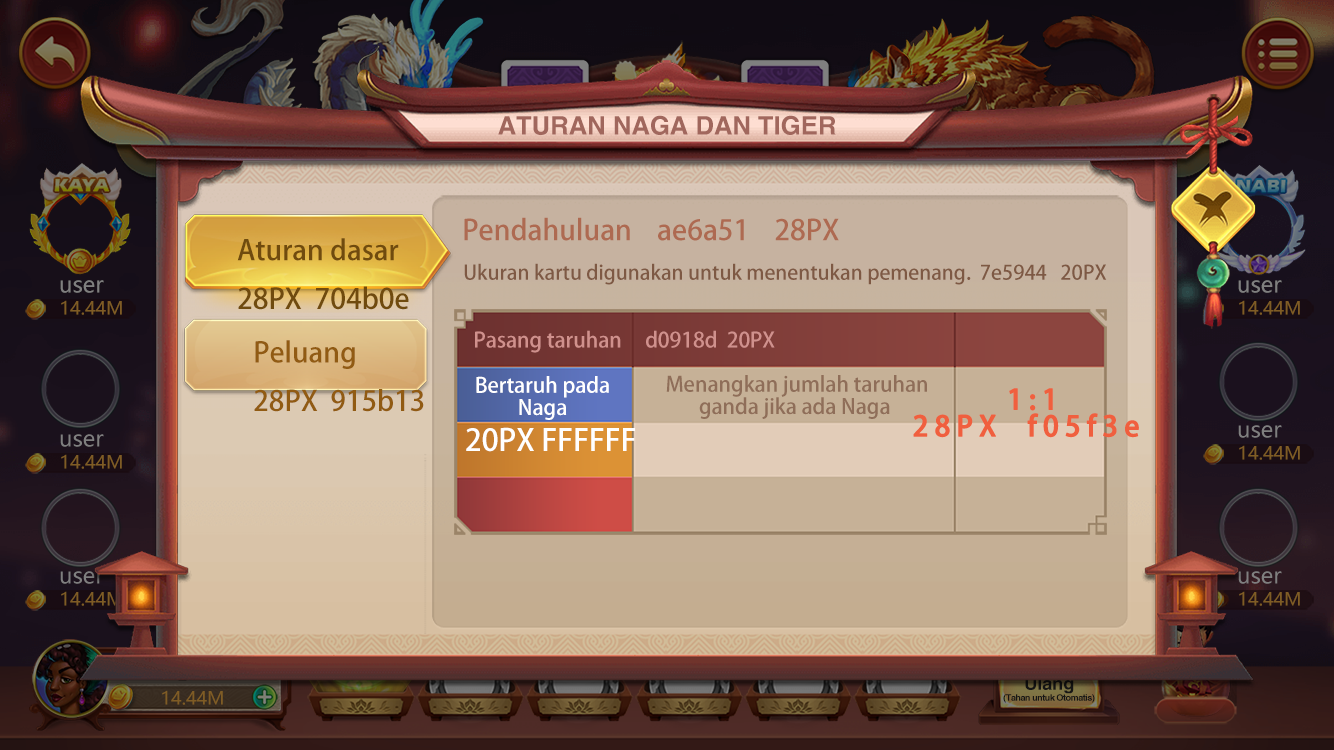 ATURAN NAGA DAN TIGER
KAYA
user
14.44M
user
14.44M
user
14.44M
Aturan dasar
28PX 704b0e
Peluang
28PX 915b13
Pendahuluan ae6a51 28PX
Ukuran kartu digunakan untuk menentukan pemenang. 7e5944 20PX
Pasang taruhan d0918d 20PX
Bertaruh pada
Naga
20PX FFFFFF
Menangkan jumlah taruhan
ganda jika ada Naga
1:1
28PX f05f3e
NABI
user
14.44M
user
14.44M
user
14.44M
14.44M
Ulang
(Tahan untuk Otomatis)